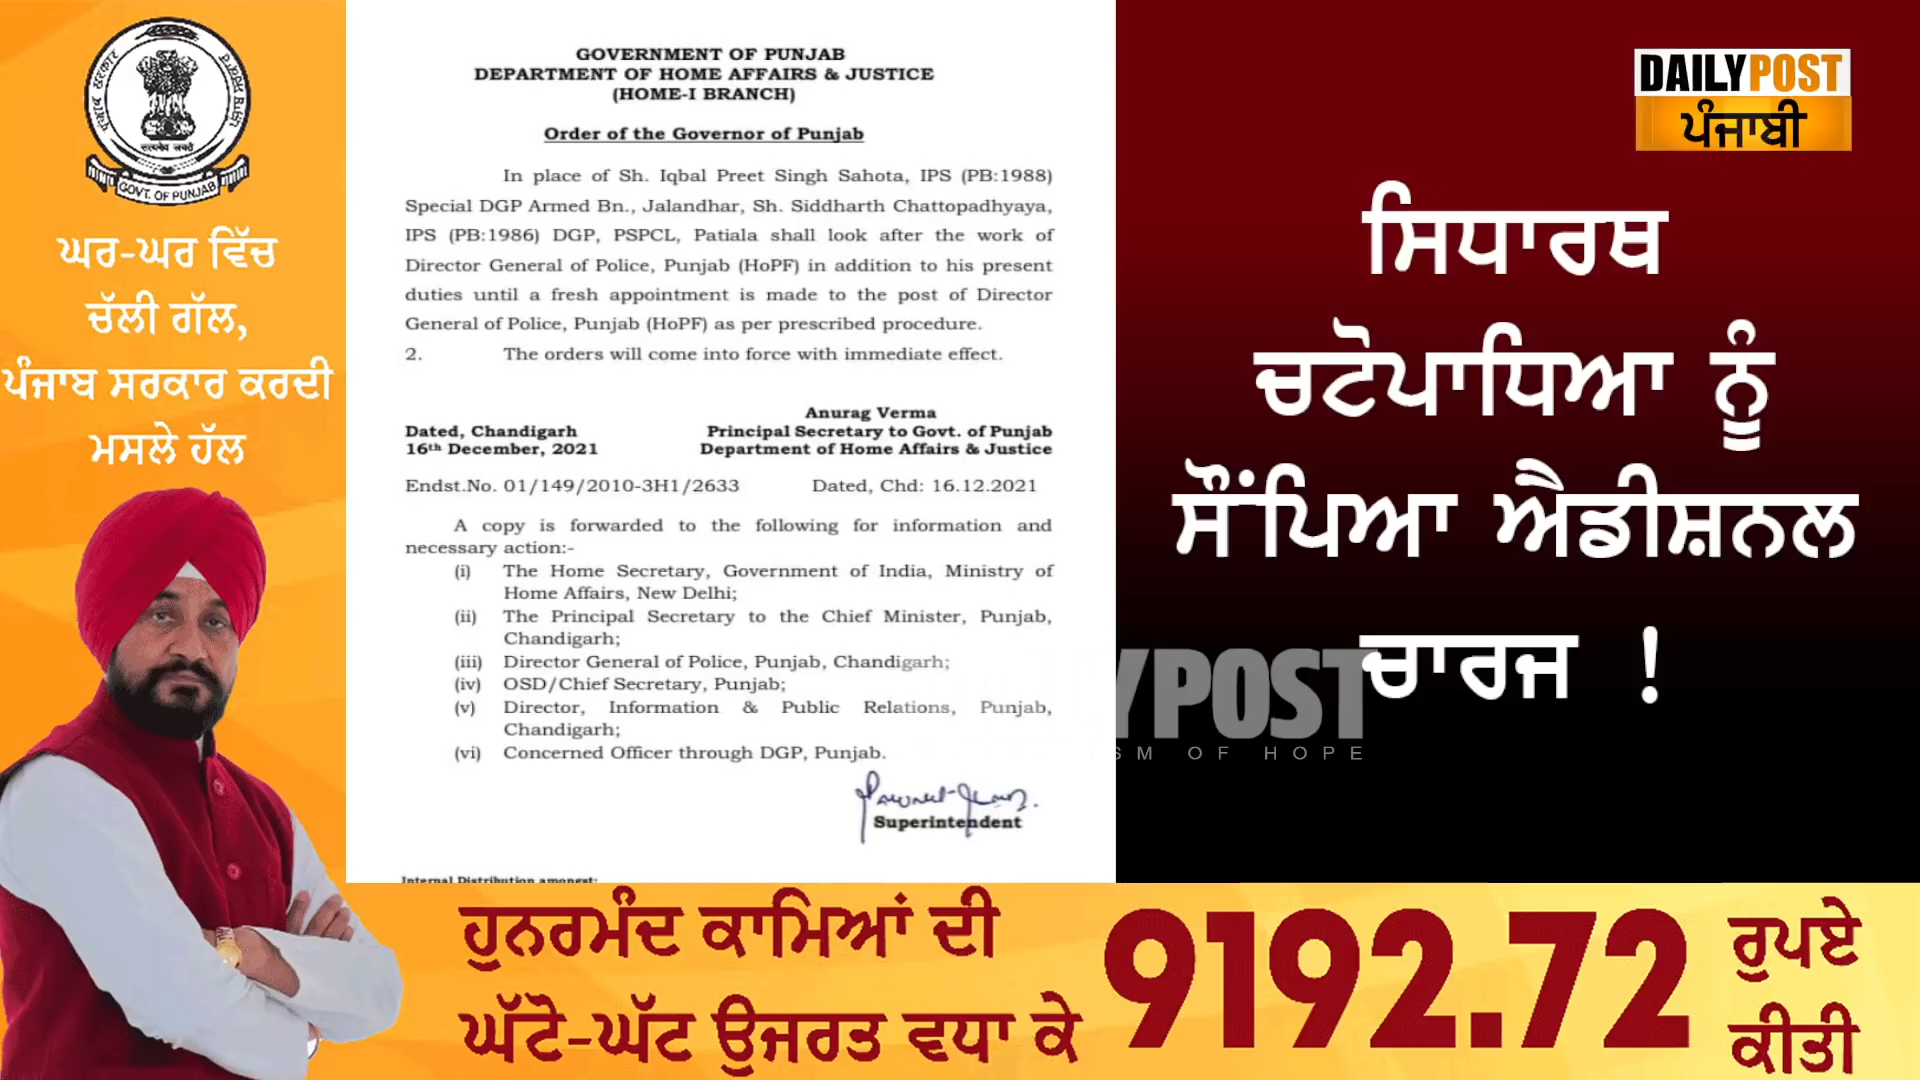 ਪੰਜਾਬ ਸਰਕਾਰ
सत्यमेव जयते
GOVT. OF PUNJAB
ਘਰ-ਘਰ ਵਿੱਚ
ਚੱਲੀ ਗੱਲ,
ਪੰਜਾਬ ਸਰਕਾਰ ਕਰਦੀ
ਮਸਲੇ ਹੱਲ
GOVERNMENT OF PUNJAB
DEPARTMENT OF HOME AFFAIRS & JUSTICE
(HOME-I BRANCH)
Order of the Governor of Punjab
In place of Sh. Iqbal Preet Singh Sahota, IPS (PB:1988)
Special DGP Armed Bn., Jalandhar, Sh. Siddharth Chattopadhyaya,
IPS (PB:1986) DGP, PSPCL, Patiala shall look after the work of
Director General of Police, Punjab (HoPF) in addition to his present
duties until a fresh appointment is made to the post of Director
General of Police, Punjab (HoPF) as per prescribed procedure.
2. The orders will come into force with immediate effect.
Anurag Verma
Dated, Chandigarh Principal Secretary to Govt. of Punjab
16th December, 2021 Department of Home Affairs & Justice
Endst.No. 01/149/2010-3H1/2633 Dated, Chd: 16.12.2021
A copy is forwarded to the following for information and
necessary action:-
(i) The Home Secretary, Government of India, Ministry of
Home Affairs, New Delhi;
(ii) The Principal Secretary to the Chief Minister, Punjab,
Chandigarh;
(iii) Director General of Police, Punjab, Chandigarh;
(iv) OSD/Chief Secretary, Punjab;
(v) Director, Information & Public Relations, Punjab,
Chandigarh;
(vi) Concerned Officer through DGP, Punjab.
Superintendent
Internal Distribution amongst:
DAILYPOST
ਪੰਜਾਬੀ
ਸਿਧਾਰਥ
ਚਟੋਪਾਧਿਆ ਨੂੰ
ਸੌਂਪਿਆ ਐਡੀਸ਼ਨਲ
ਚਾਰਜ !
YPOST
SM OF HOPE
ਹੁਨਰਮੰਦ ਕਾਮਿਆਂ ਦੀ
ਘੱਟੋ-ਘੱਟ ਉਜਰਤ ਵਧਾ ਕੇ
9192.72
ਰੁਪਏ
ਕੀਤੀ